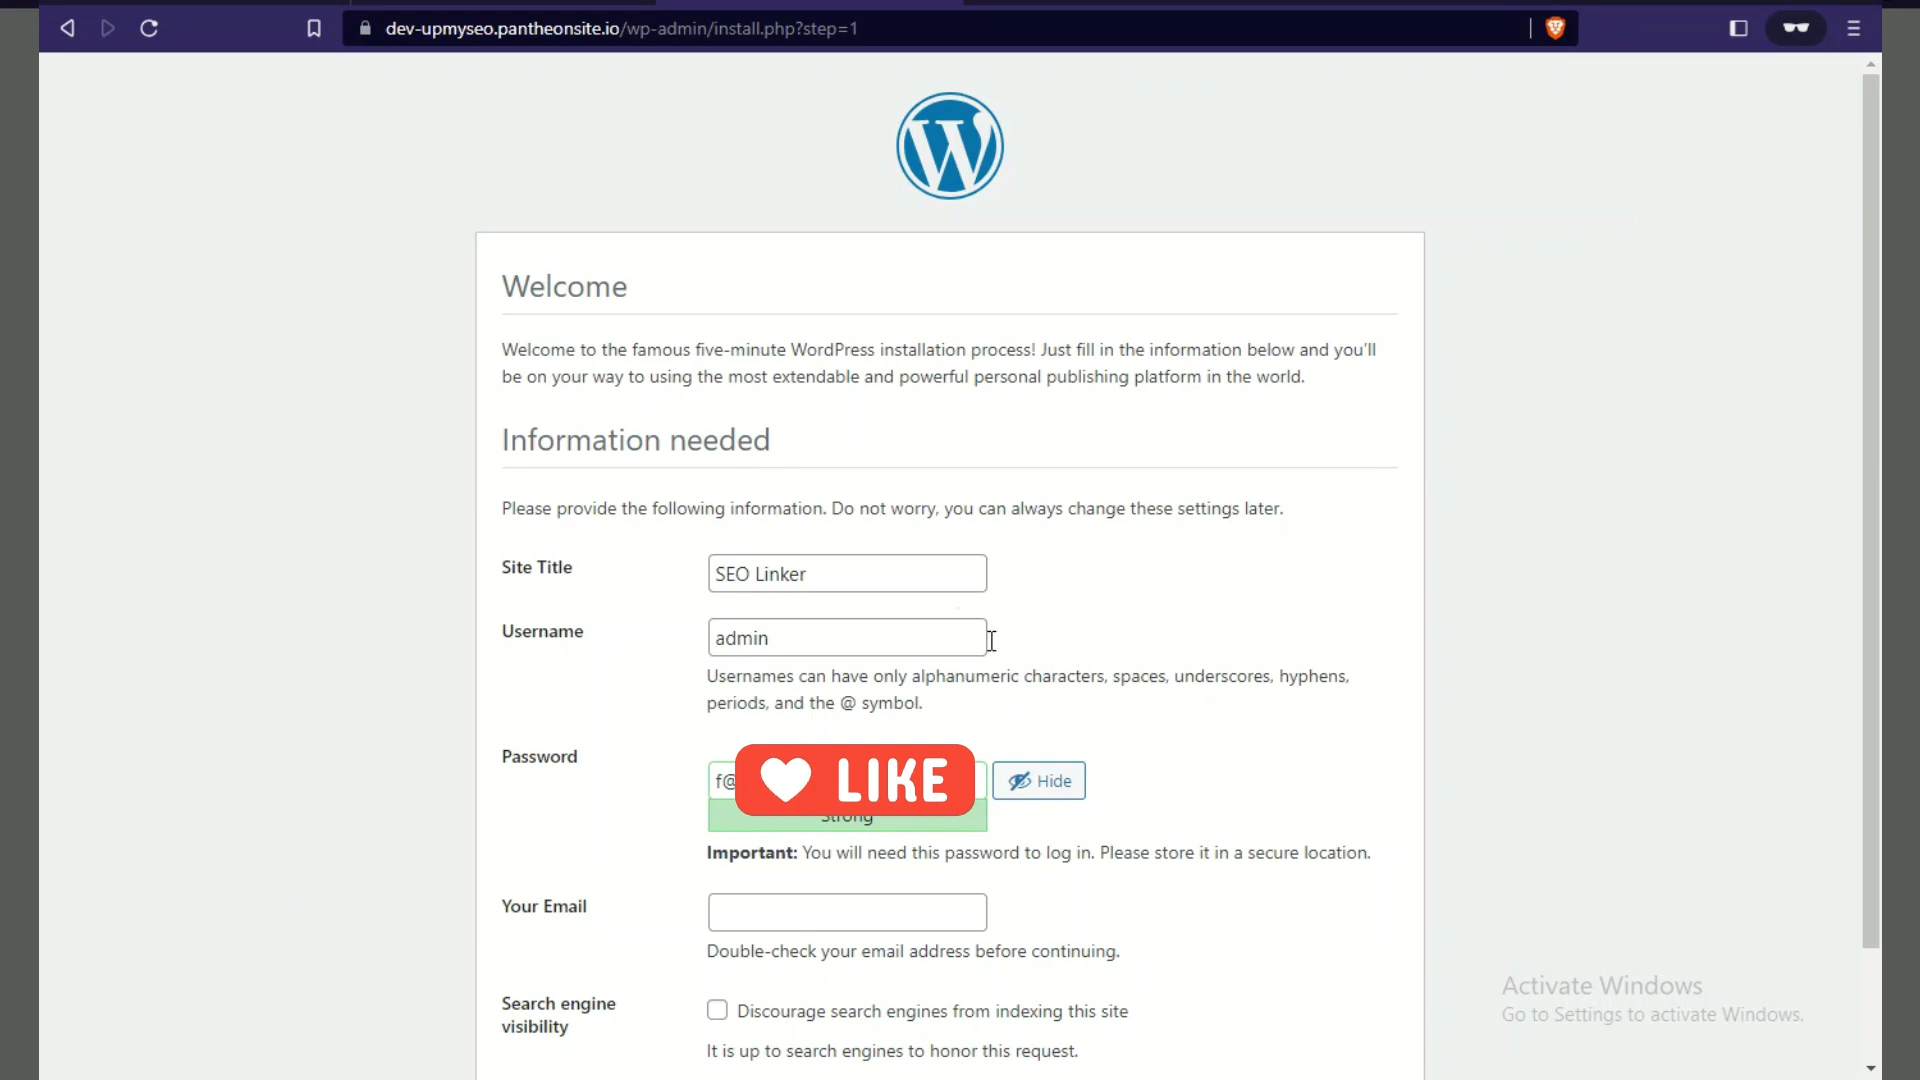 dev-upmyseo.pantheonsite.io/wp-admin/install.php?step=1
Welcome
Welcome to the famous five-minute WordPress installation process! Just fill in the information below and you'll
be on your way to using the most extendable and powerful personal publishing platform in the world.
Information needed
Please provide the following information. Do not worry, you can always change these settings later.
Site Title
SEO Linker
Username
admin
Usernames can have only alphanumeric characters, spaces, underscores, hyphens,
periods, and the @ symbol.
Password
f@
LIKE
Hide
Strong
Important: You will need this password to log in. Please store it in a secure location.
Your Email
Double-check your email address before continuing.
Search engine
visibility
Discourage search engines from indexing this site
It is up to search engines to honor this request.
Activate Windows
Go to Settings to activate Windows.